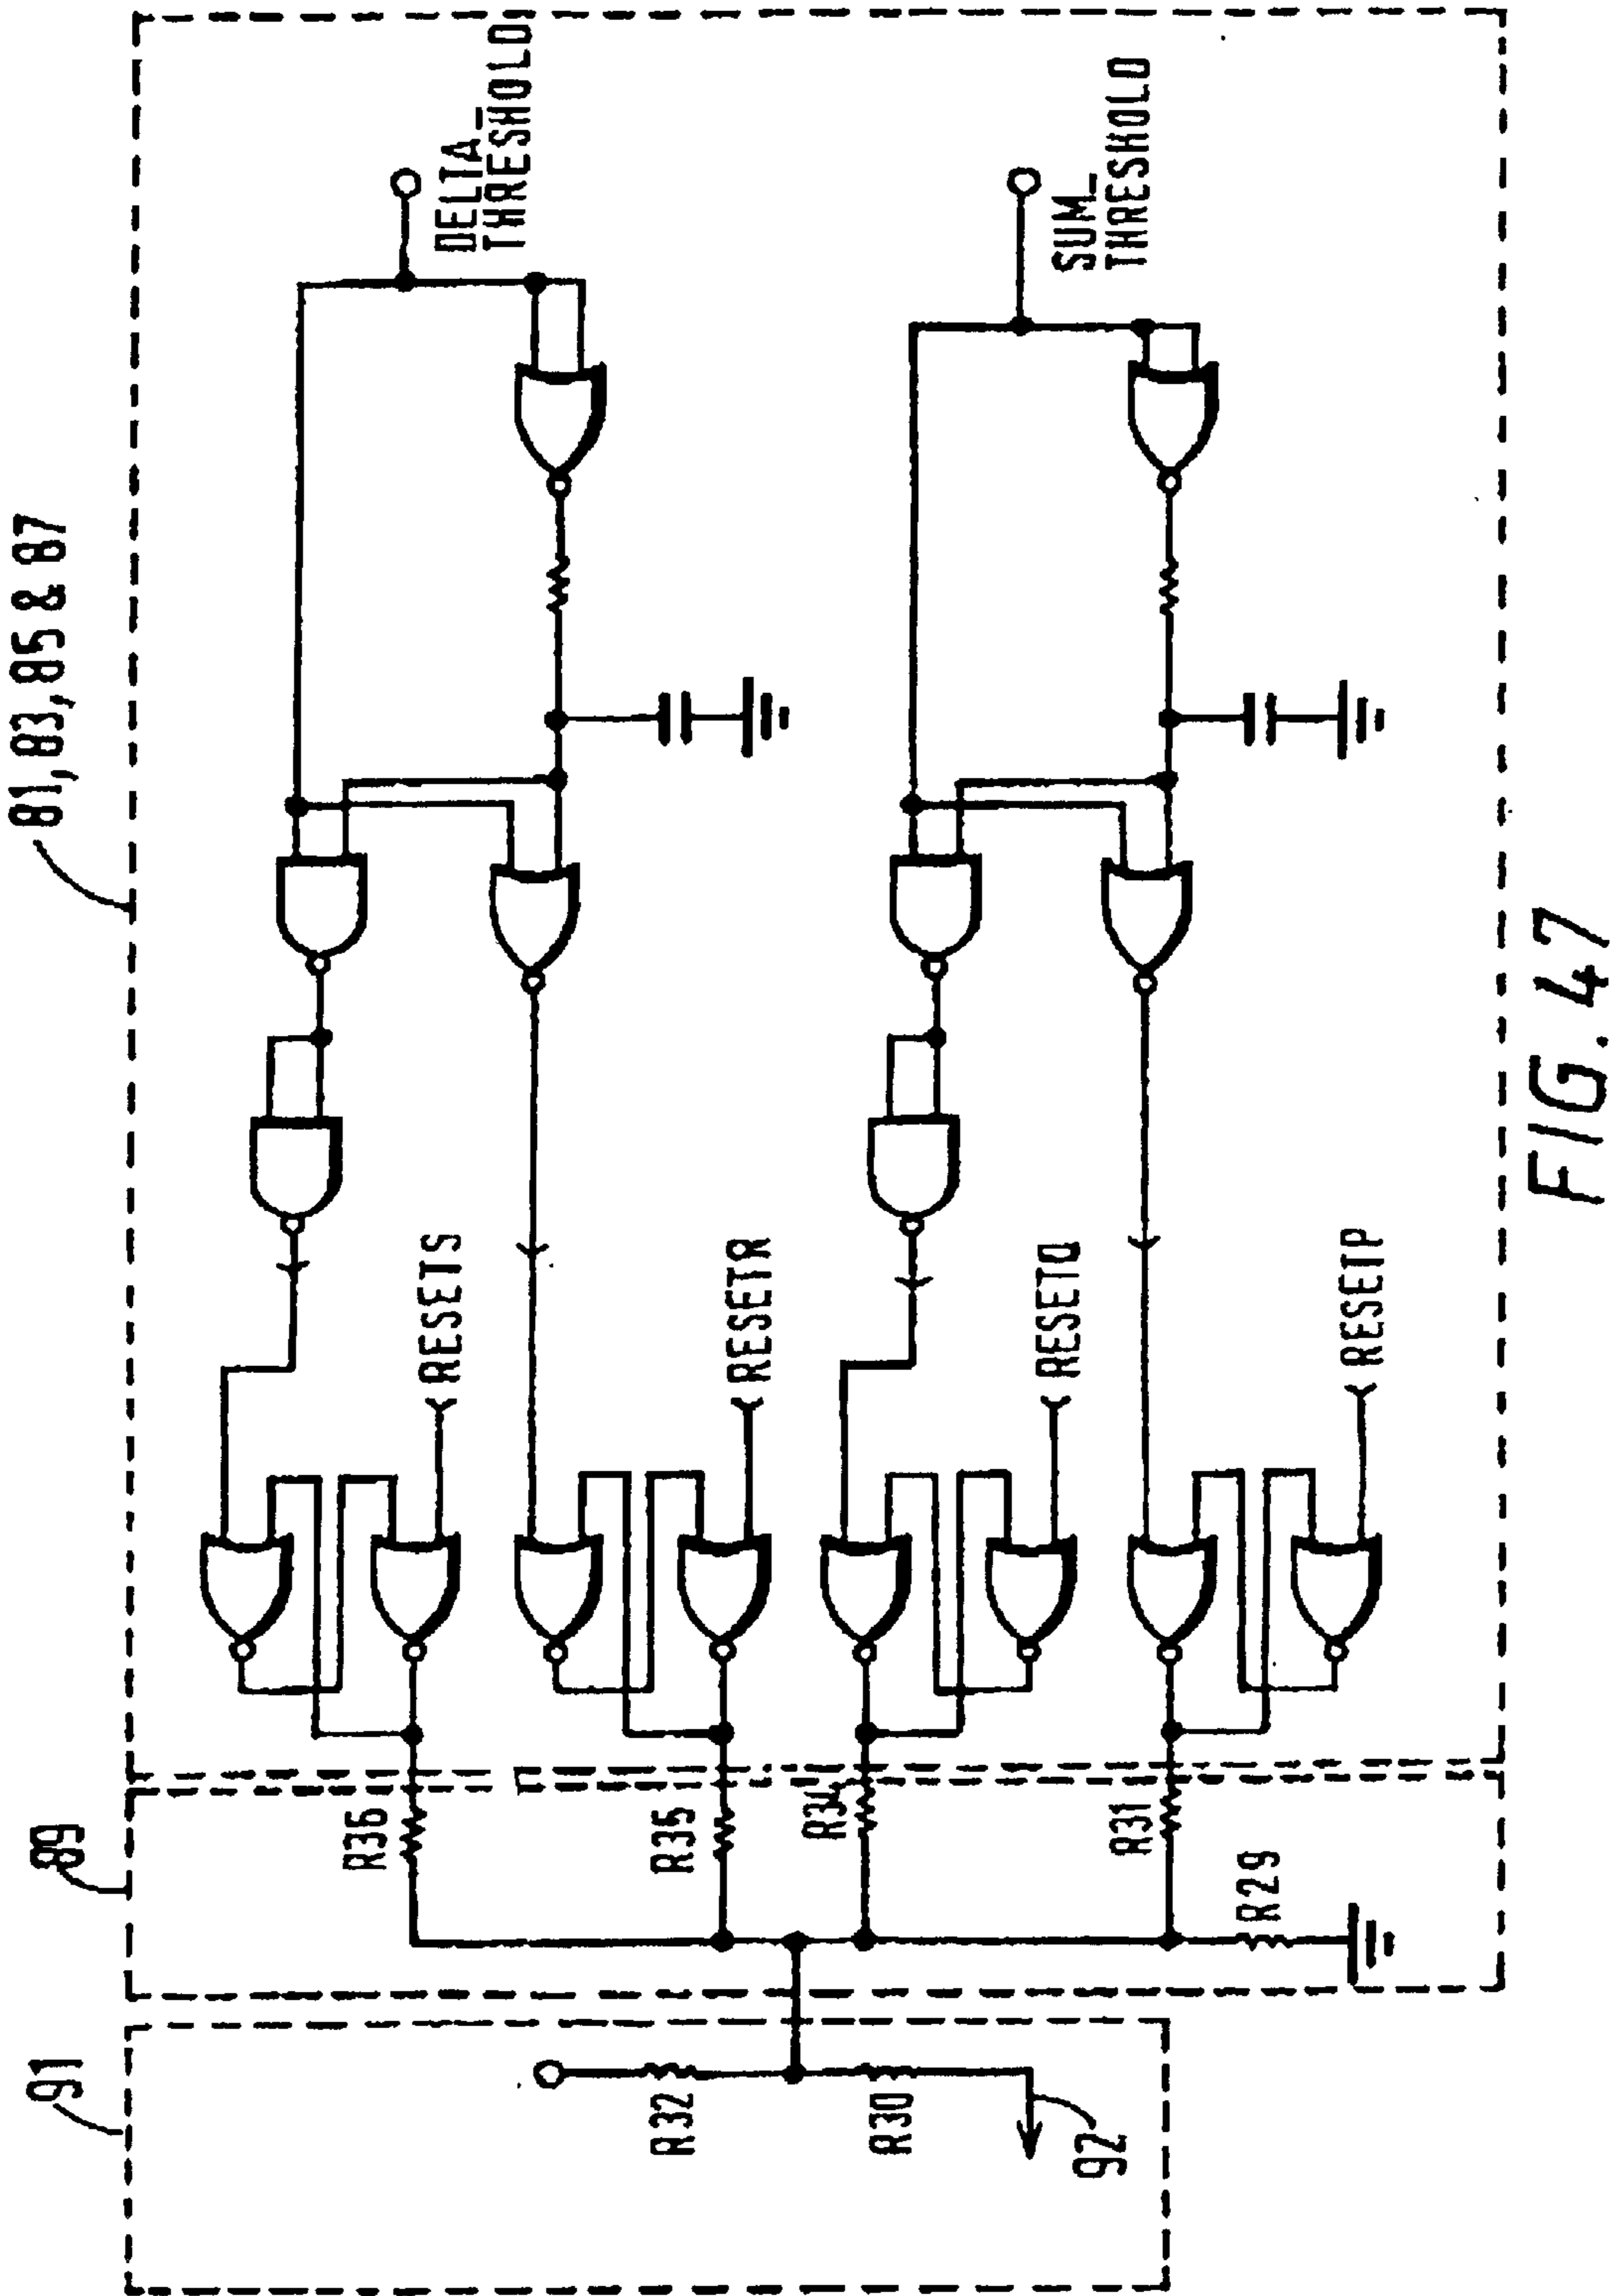 81, 83, 85 & 87
DELTA_
THRESHOLD
SUM_
THRESHOLD
RESETS
RESETR
RESETQ
RESETP
89
R36
R35
R34
R31
R29
91
R32
R30
92
FIG. 47